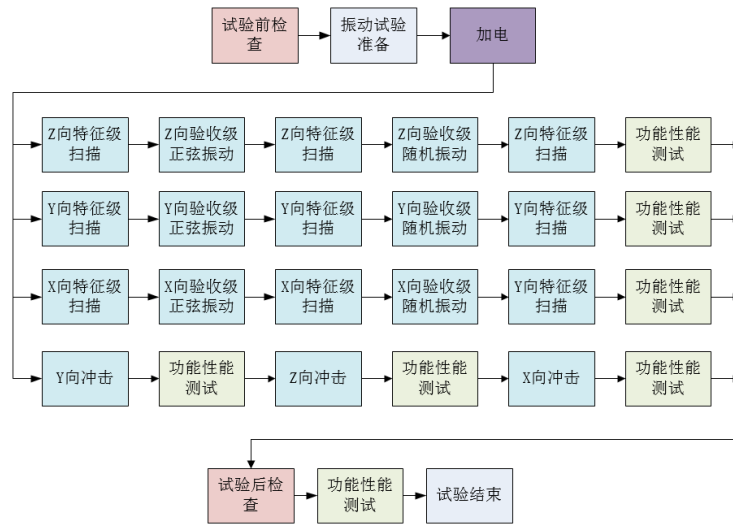 试验前检
查
振动试验
准备
加电
Z向特征级
扫描
Z向验收级
正弦振动
Z向特征级
扫描
Z向验收级
随机振动
Z向特征级
扫描
功能性能
测试
Y向特征级
扫描
Y向验收级
正弦振动
Y向特征级
扫描
Y向验收级
随机振动
Y向特征级
扫描
功能性能
测试
X向特征级
扫描
X向验收级
正弦振动
X向特征级
扫描
X向验收级
随机振动
Y向特征级
扫描
功能性能
测试
Y向冲击
功能性能
测试
Z向冲击
功能性能
测试
X向冲击
功能性能
测试
试验后检
查
功能性能
测试
试验结束